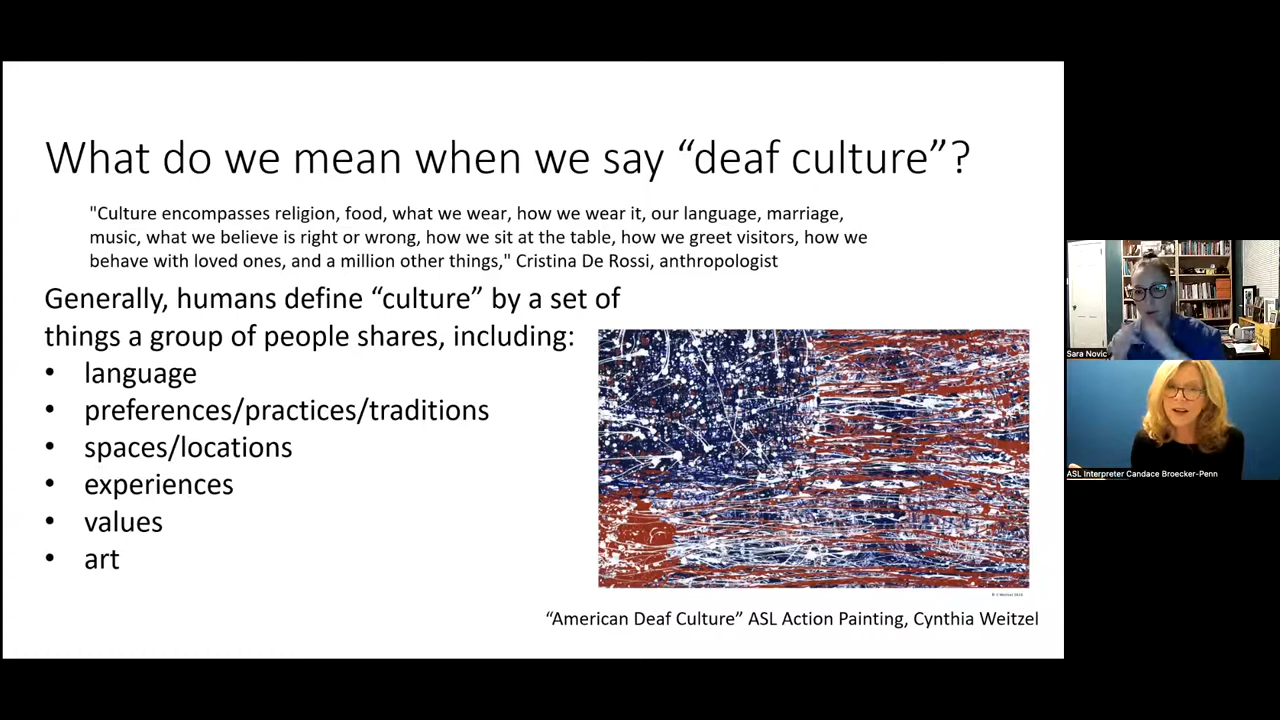 What do we mean when we say “deaf culture”?
"Culture encompasses religion, food, what we wear, how we wear it, our language, marriage,
music, what we believe is right or wrong, how we sit at the table, how we greet visitors, how we
behave with loved ones, and a million other things," Cristina De Rossi, anthropologist
Generally, humans define “culture” by a set of
things a group of people shares, including:
• language
• preferences/practices/traditions
• spaces/locations
• experiences
• values
• art
“American Deaf Culture” ASL Action Painting, Cynthia Weitzel
Sara Novic
ASL Interpreter Candace Broecker-Penn